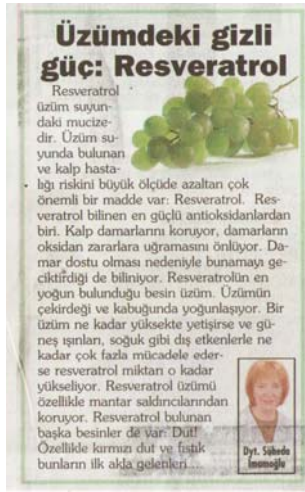 Üzümdeki gizli
güç: Resveratrol
Resveratrol
üzüm suyun-
daki mucize-
dir. Üzüm su-
yunda bulunan
ve kalp hasta-
lığı riskini büyük ölçüde azaltan çok
önemli bir madde var: Resveratrol. Res-
veratrol bilinen en güçlü antioksidanlardan
biri. Kalp damarlarını koruyor, damarların
oksidan zararlara uğramasını önlüyor. Da-
mar dostu olması nedeniyle bunamayı ge-
ciktirdiği de biliniyor. Resveratrolün en
yoğun bulunduğu besin üzüm. Üzümün
çekirdeği ve kabuğunda yoğunlaşıyor. Bir
üzüm ne kadar yüksekte yetişirse ve gü-
neş ışınları, soğuk gibi dış etkenlerle ne
kadar çok fazla mücadele eder-
se resveratrol miktarı o kadar
yükseliyor. Resveratrol üzümü
özellikle mantar saldırıcılarından
koruyor. Resveratrol bulunan
başka besinler de var: Dut!
Özellikle kırmızı dut ve fıstık
bunların ilk akla gelenleri....
Dyt. Süheda
İmamoğlu